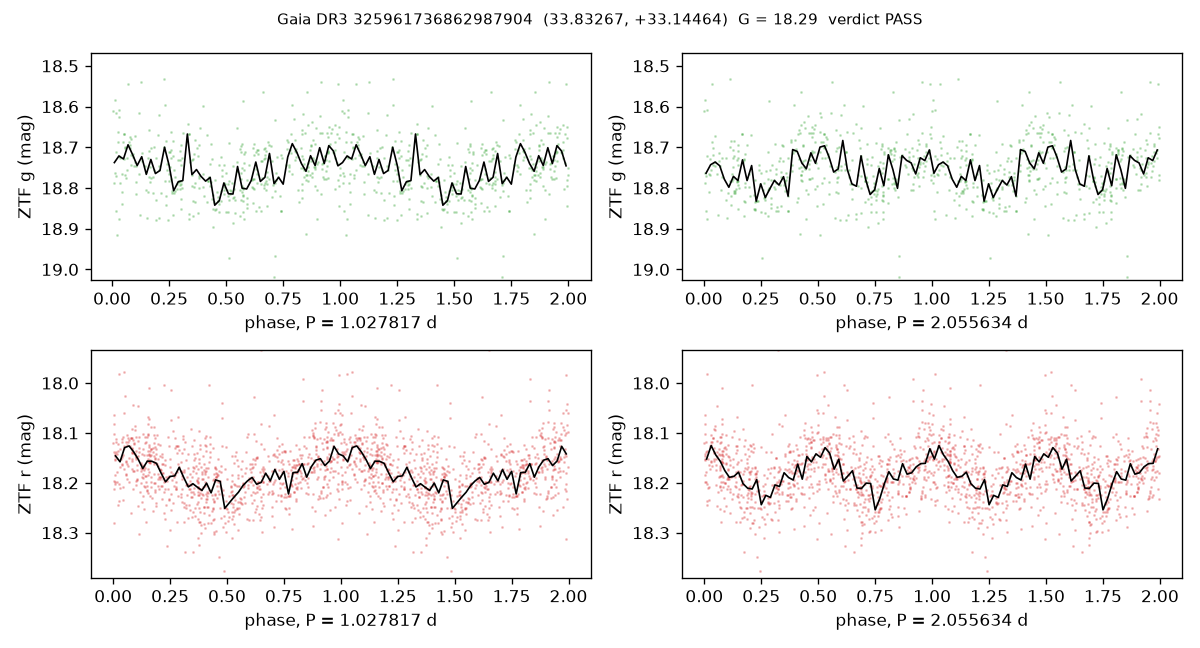 Gaia DR3 325961736862987904 (33.83267, +33.14464) G = 18.29 verdict PASS
ZTF g (mag)
18.5
18.6
18.7
18.8
18.9
19.0
0.00 0.25 0.50 0.75 1.00 1.25 1.50 1.75 2.00
phase, P = 1.027817 d
ZTF g (mag)
18.5
18.6
18.7
18.8
18.9
19.0
0.00 0.25 0.50 0.75 1.00 1.25 1.50 1.75 2.00
phase, P = 2.055634 d
ZTF r (mag)
18.0
18.1
18.2
18.3
0.00 0.25 0.50 0.75 1.00 1.25 1.50 1.75 2.00
phase, P = 1.027817 d
ZTF r (mag)
18.0
18.1
18.2
18.3
0.00 0.25 0.50 0.75 1.00 1.25 1.50 1.75 2.00
phase, P = 2.055634 d